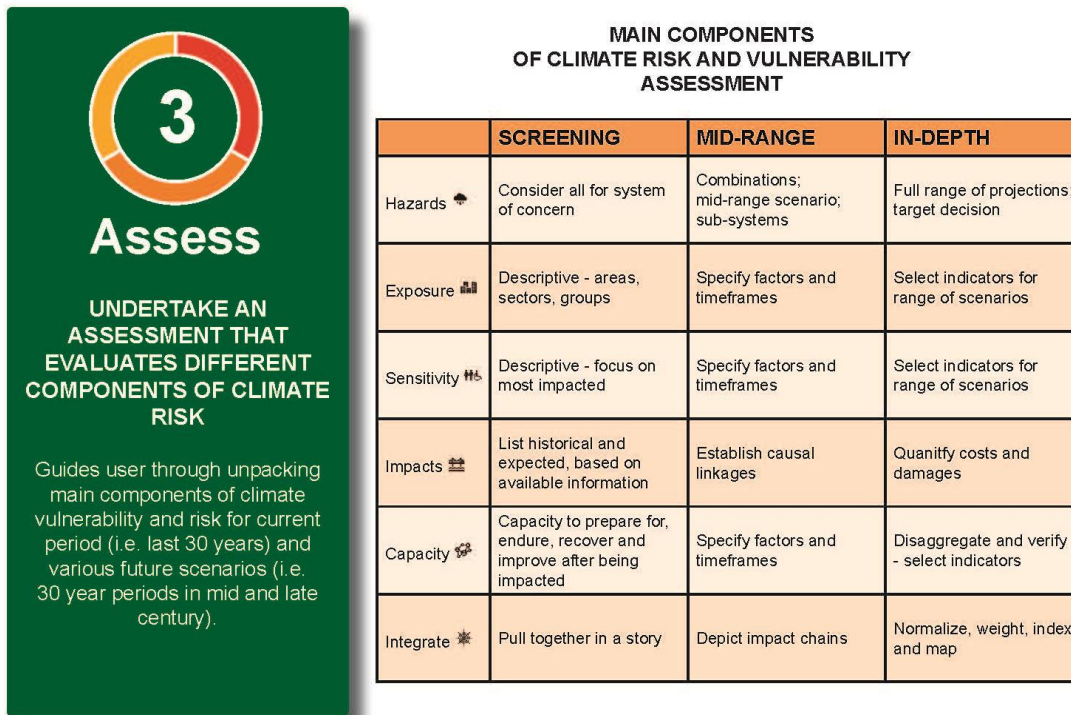 3
Assess
UNDERTAKE AN
ASSESSMENT THAT
EVALUATES DIFFERENT
COMPONENTS OF CLIMATE
RISK
Guides user through unpacking
main components of climate
vulnerability and risk for current
period (i.e. last 30 years) and
various future scenarios (i.e.
30 year periods in mid and late
century).
MAIN COMPONENTS
OF CLIMATE RISK AND VULNERABILITY
ASSESSMENT
SCREENING
MID-RANGE
IN-DEPTH
Hazards
Consider all for system
of concern
Combinations;
mid-range scenario;
sub-systems
Full range of projections;
target decision
Exposure
Descriptive - areas,
sectors, groups
Specify factors and
timeframes
Select indicators for
range of scenarios
Sensitivity
Descriptive - focus on
most impacted
Specify factors and
timeframes
Select indicators for
range of scenarios
Impacts
List historical and
expected, based on
available information
Establish causal
linkages
Quanitfy costs and
damages
Capacity
Capacity to prepare for,
endure, recover and
improve after being
impacted
Specify factors and
timeframes
Disaggregate and verify
- select indicators
Integrate
Pull together in a story
Depict impact chains
Normalize, weight, index
and map